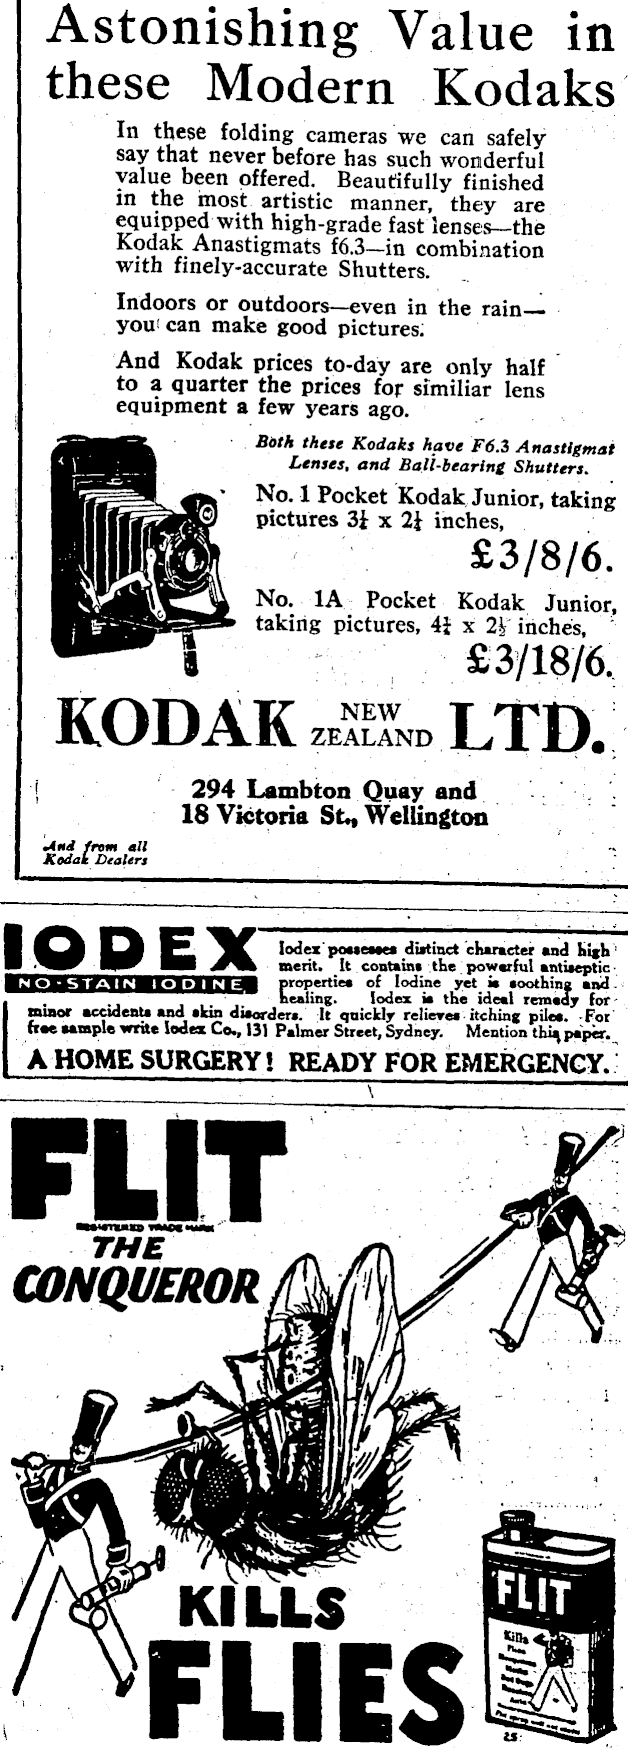 Astonishing Value in
these Modern Kodaks
In these folding cameras we can safely
say that never before has such wonderful
value been offered. Beautifully finished
in the most artistic manner, they are
equipped with high-grade fast lenses—the
Kodak Anastigmats f6.3—in combination
with finely-accurate Shutters.
Indoors or outdoors—even in the rain—
you can make good pictures.
And Kodak prices to-day are only half
to a quarter the prices for similiar lens
equipment a few years ago.
Both these Kodaks have F6.3 Anastigmat
Lenses, and Ball-bearing Shutters.
No. 1 Pocket Kodak Junior, taking
pictures 3¼ x 2¼ inches,
£3/8/6.
No. 1A Pocket Kodak Junior,
taking pictures, 4¼ x 2½ inches,
£3/18/6.
KODAK NEW ZEALAND LTD.
294 Lambton Quay and
18 Victoria St., Wellington
And from all
Kodak Dealers
IODEX
NO-STAIN IODINE
Iodex possesses distinct character and high
merit. It contains the powerful antiseptic
properties of Iodine yet is soothing and
healing. Iodex is the ideal remedy for
minor accidents and skin disorders. It quickly relieves itching piles. For
free sample write Iodex Co., 131 Palmer Street, Sydney. Mention this paper.
A HOME SURGERY! READY FOR EMERGENCY.
FLIT
REGISTERED TRADE MARK
THE
CONQUEROR
KILLS
FLIES
FLIT
Kills
Flies
Mosquitoes
Moths
Bed Bugs
Roaches
Ants
25